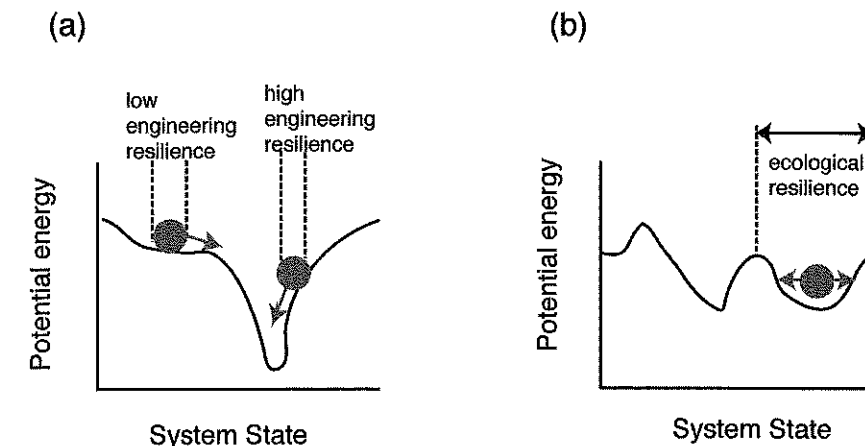 (a)
low
engineering
resilience
high
engineering
resilience
Potential energy
System State
(b)
ecological
resilience
Potential energy
System State